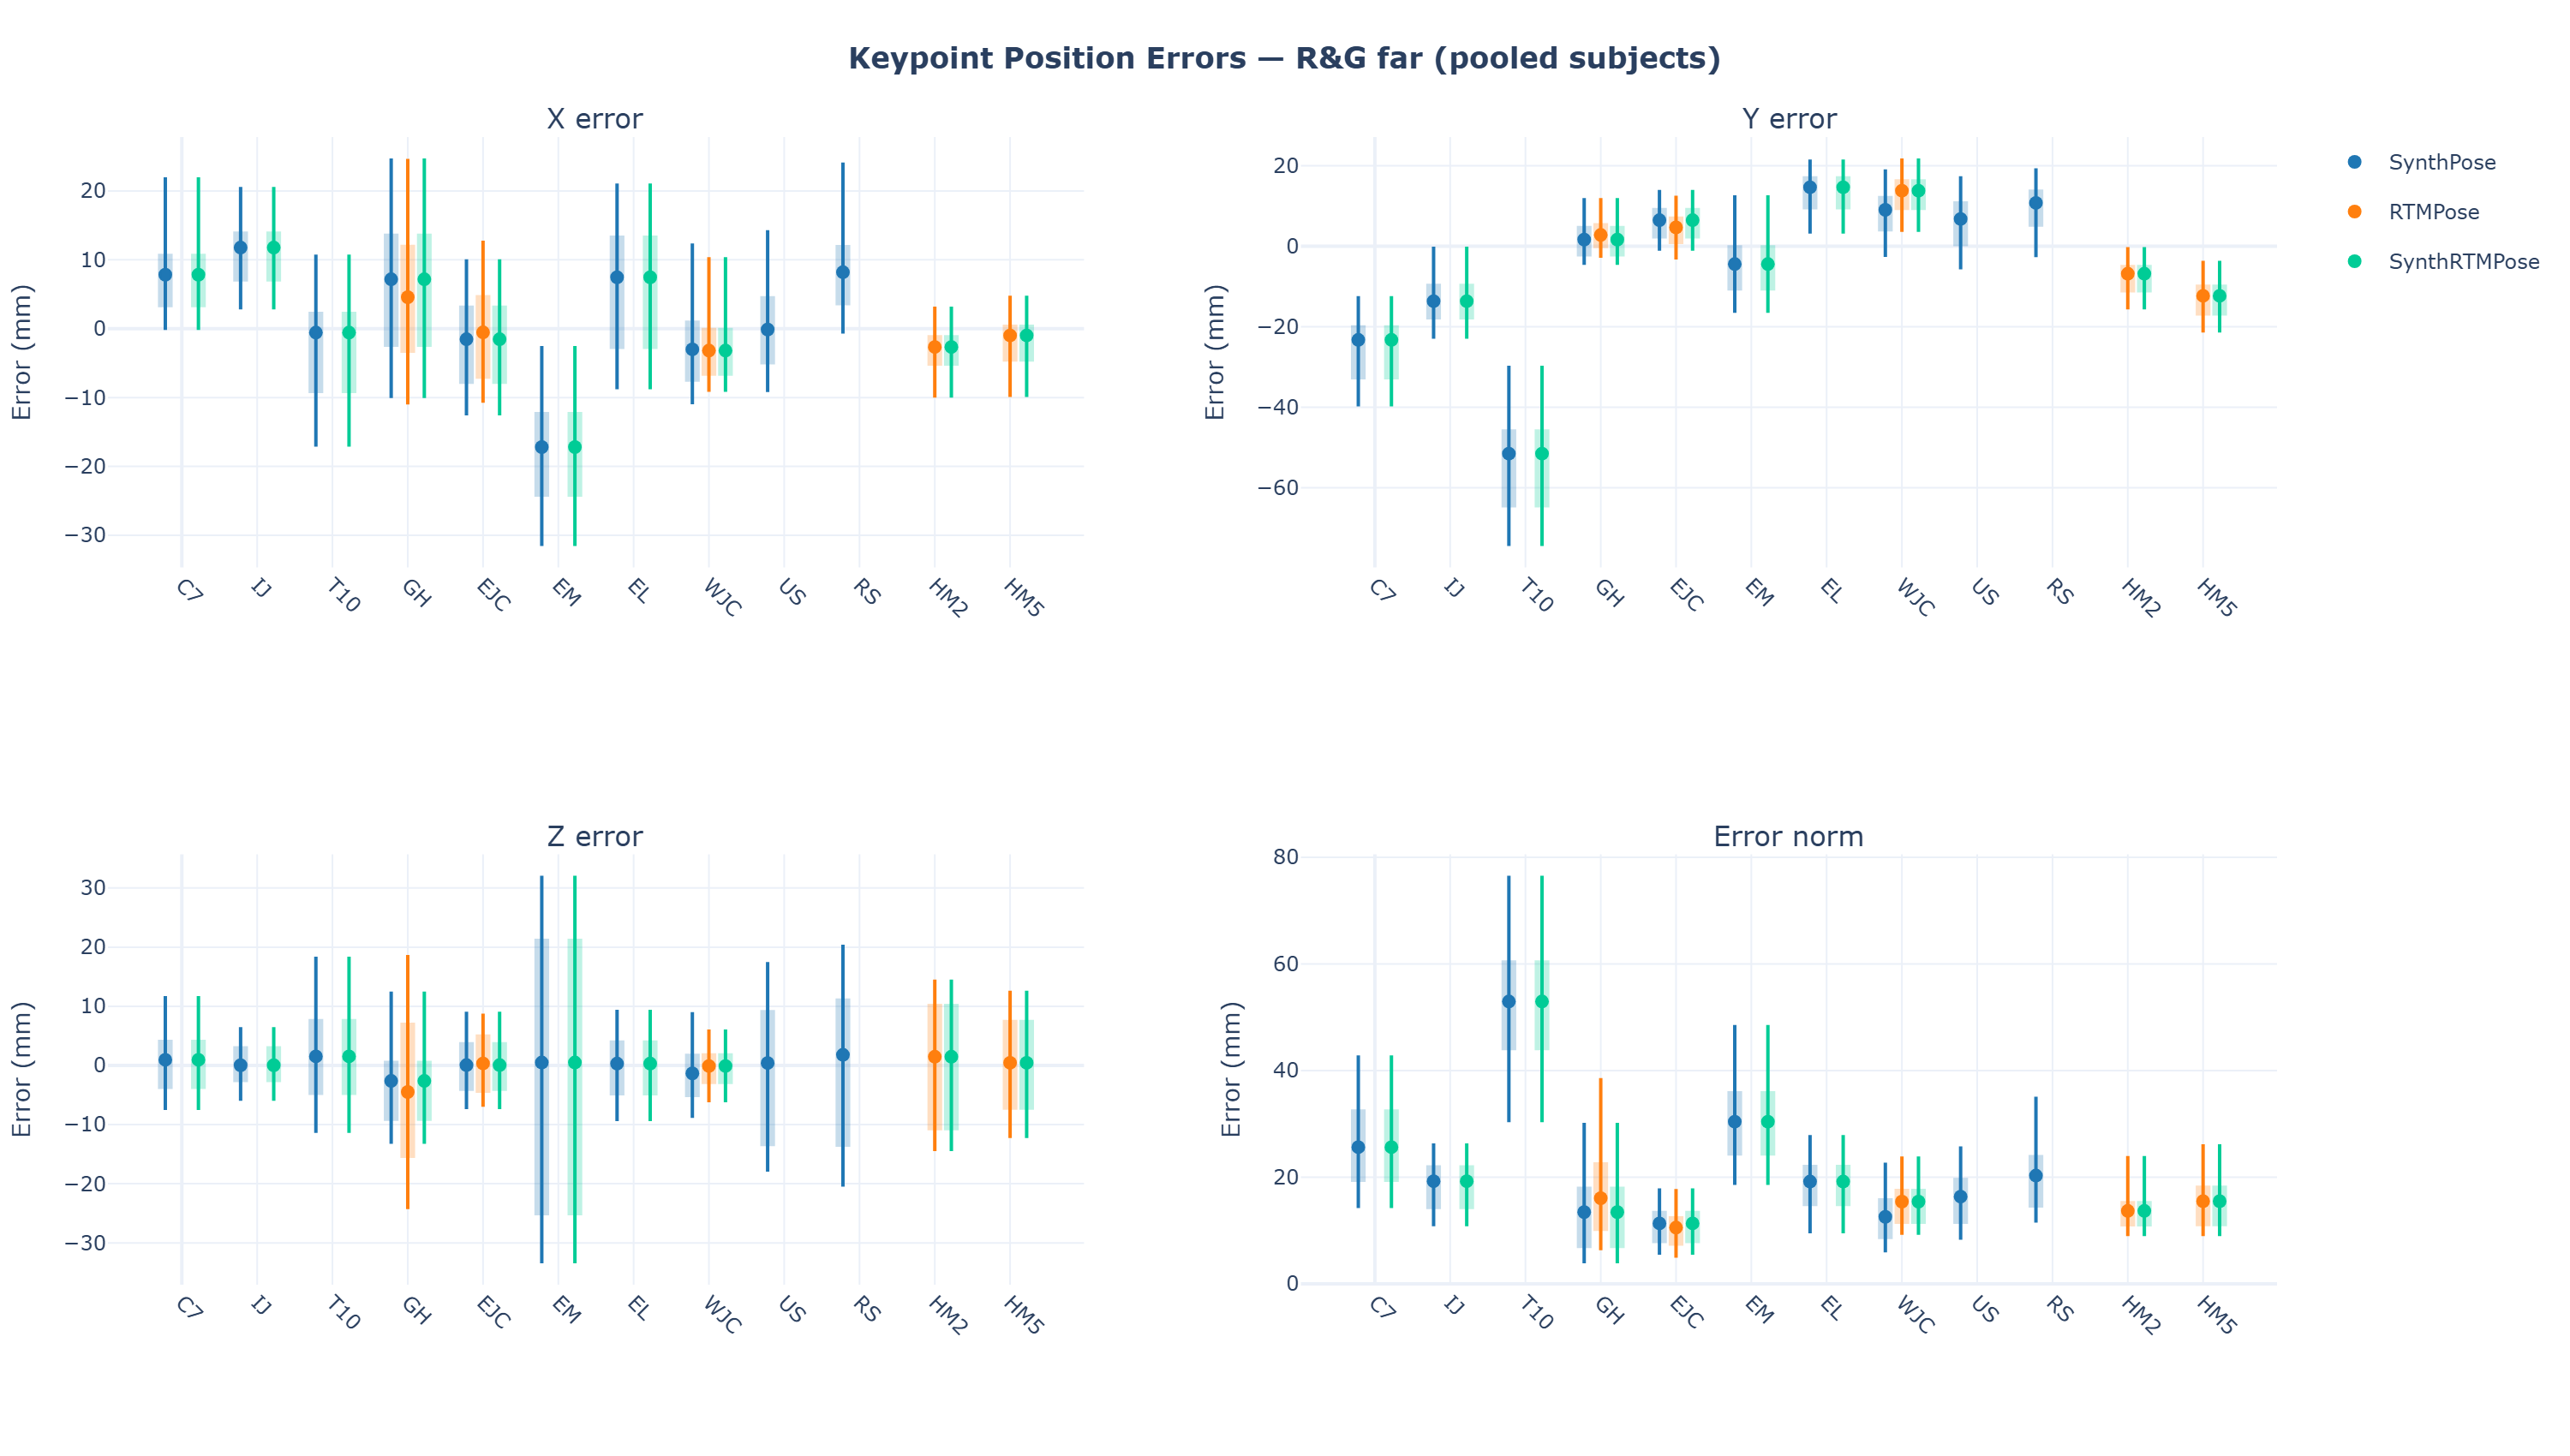 Keypoint Position Errors — R&G far (pooled subjects)
X error
Error (mm)
20
10
0
−10
−20
−30
C7 IJ T10 GH EJC EM EL WJC US RS HM2 HM5
Y error
Error (mm)
20
0
−20
−40
−60
C7 IJ T10 GH EJC EM EL WJC US RS HM2 HM5
SynthPose
RTMPose
SynthRTMPose
Z error
Error (mm)
30
20
10
0
−10
−20
−30
C7 IJ T10 GH EJC EM EL WJC US RS HM2 HM5
Error norm
Error (mm)
80
60
40
20
0
C7 IJ T10 GH EJC EM EL WJC US RS HM2 HM5